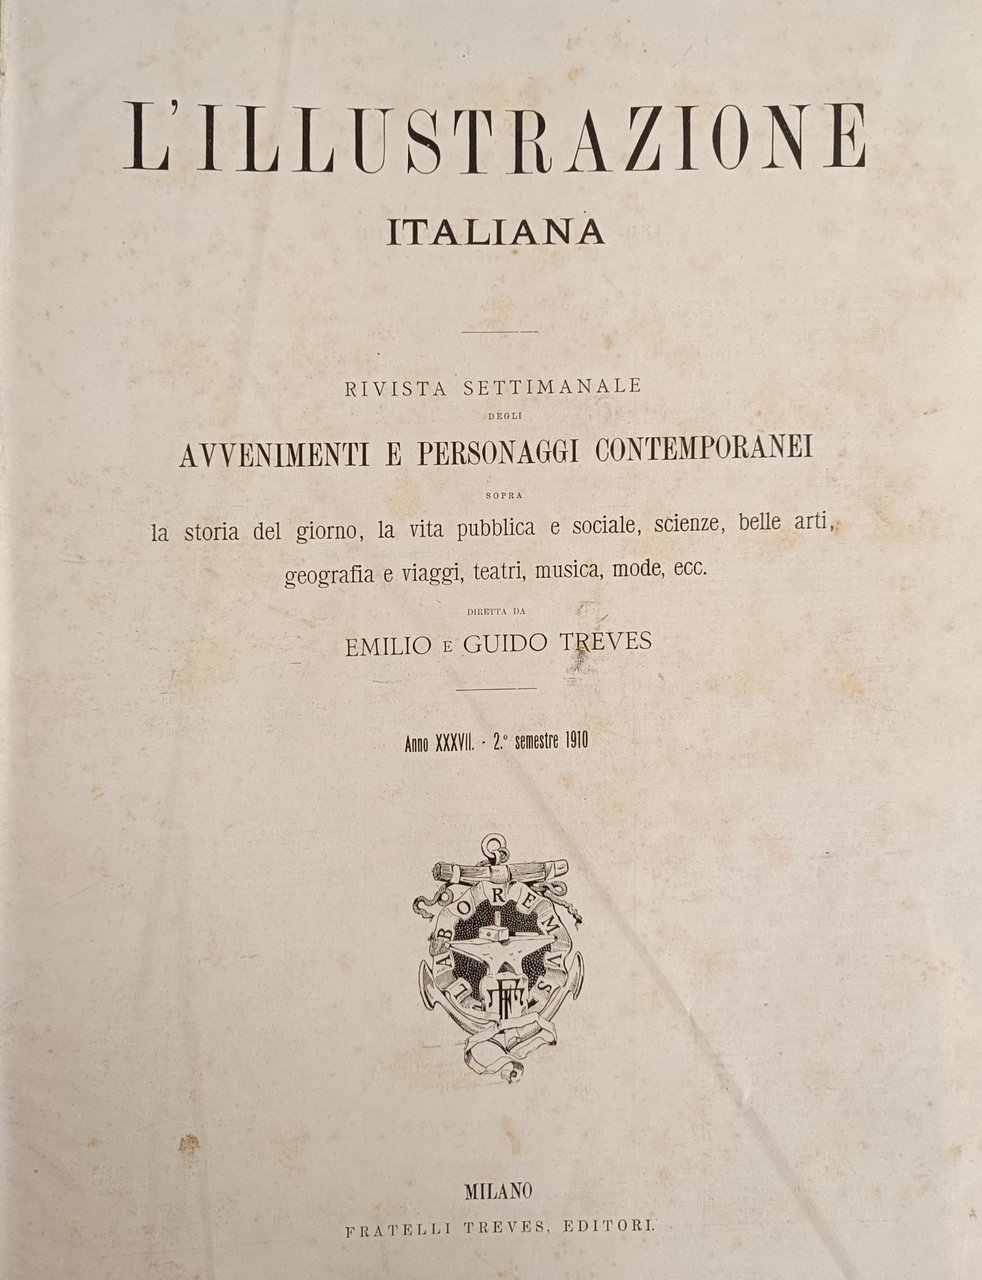 L'ILLUSTRAZIONE
ITALIANA
RIVISTA SETTIMANALE
DEGLI
AVVENIMENTI E PERSONAGGI CONTEMPORANEI
SOPRA
la storia del giorno, la vita pubblica e sociale, scienze, belle arti,
geografia e viaggi, teatri, musica, mode, ecc.
DIRETTA DA
EMILIO E GUIDO TREVES
Anno XXXVII. - 2.º semestre 1910
LABOREMUS
MILANO
FRATELLI TREVES, EDITORI.